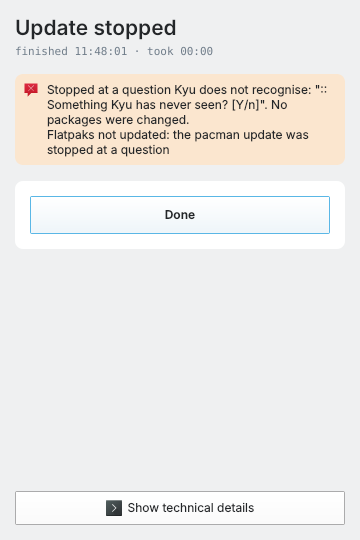 Update stopped
finished 11:48:01 · took 00:00
Stopped at a question Kyu does not recognise: "::
Something Kyu has never seen? [Y/n]". No
packages were changed.
Flatpaks not updated: the pacman update was
stopped at a question
Done
Show technical details